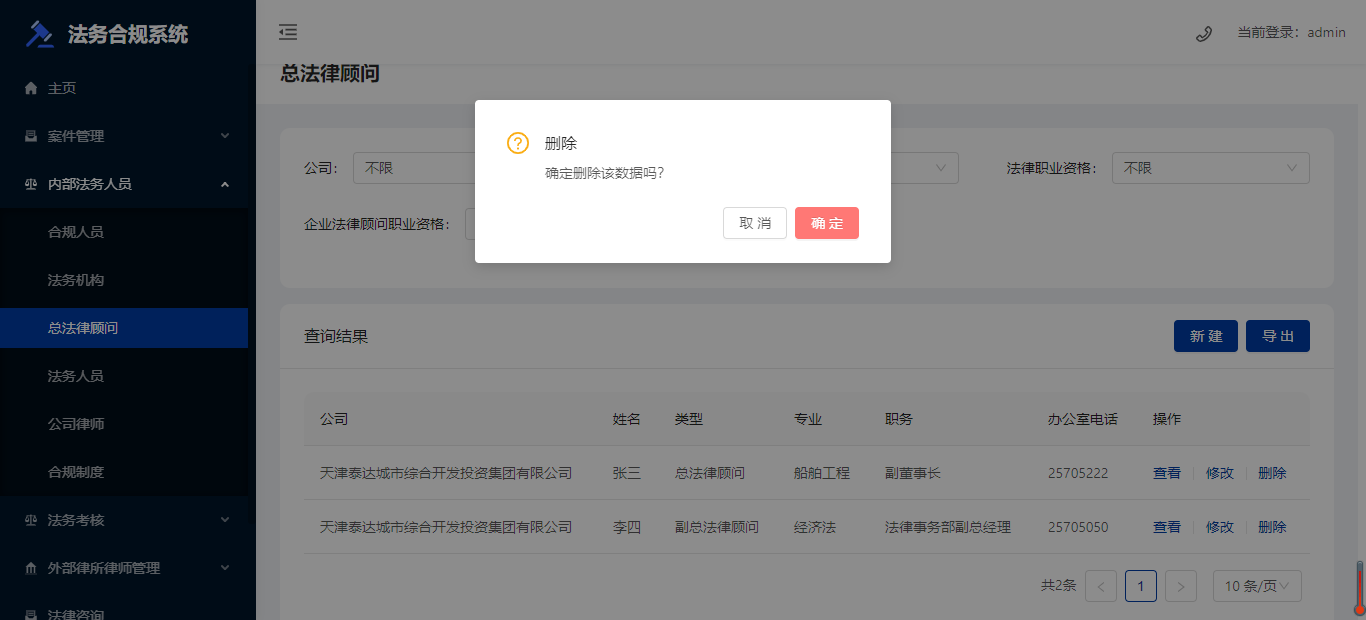 法务合规系统
当前登录：admin
主页
案件管理
内部法务人员
合规人员
法务机构
总法律顾问
法务人员
公司律师
合规制度
法务考核
外部律所律师管理
法律咨询
总法律顾问
公司： 不限
法律职业资格： 不限
企业法律顾问职业资格：
删除
确定删除该数据吗？
取 消 确 定
查询结果
新 建 导 出
公司 姓名 类型 专业 职务 办公室电话 操作
天津泰达城市综合开发投资集团有限公司 张三 总法律顾问 船舶工程 副董事长 25705222 查看 修改 删除
天津泰达城市综合开发投资集团有限公司 李四 副总法律顾问 经济法 法律事务部副总经理 25705050 查看 修改 删除
共2条 < 1 > 10 条/页